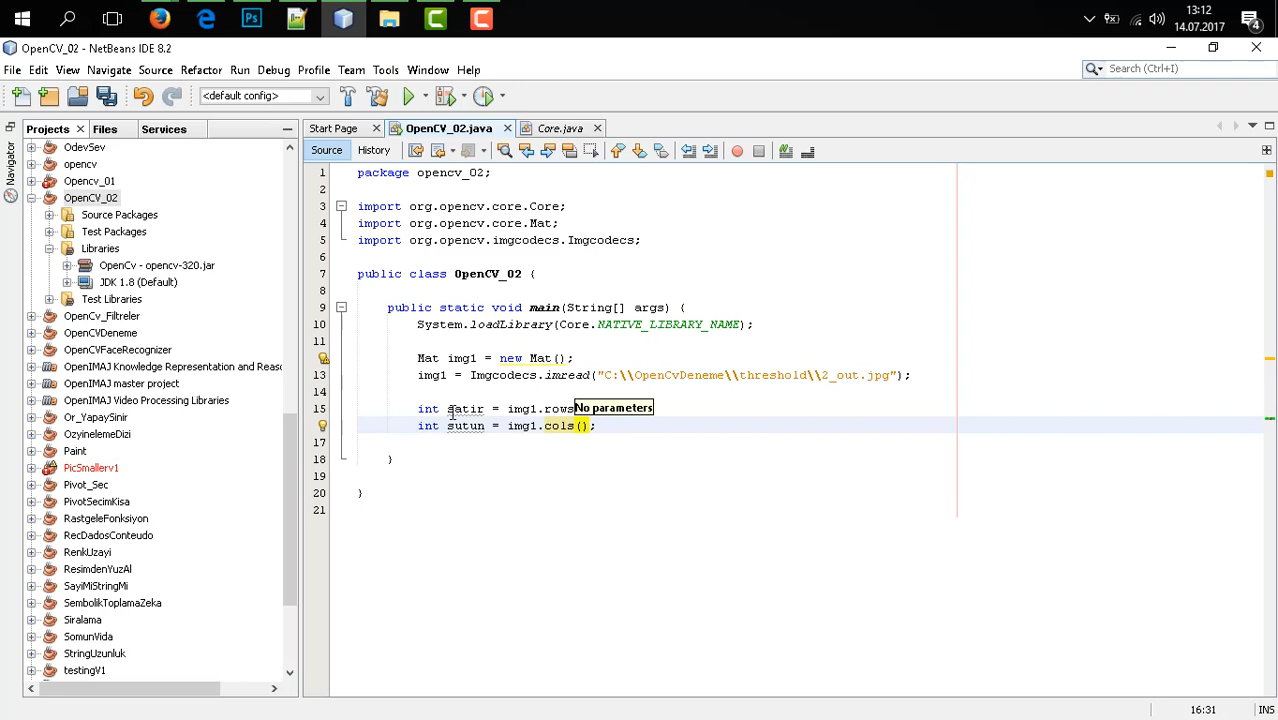 13:12
14.07.2017
4
OpenCV_02 - NetBeans IDE 8.2
File Edit View Navigate Source Refactor Run Debug Profile Team Tools Window Help
Search (Ctrl+I)
<default config>
Projects Files Services
Start Page OpenCV_02.java Core.java
Navigator
Source History
OdevSev
opencv
Opencv_01
OpenCV_02
Source Packages
Test Packages
Libraries
OpenCv - opencv-320.jar
JDK 1.8 (Default)
Test Libraries
OpenCv_Filtreler
OpenCVDeneme
OpenCVFaceRecognizer
OpenIMAJ Knowledge Representation and Reaso
OpenIMAJ master project
OpenIMAJ Video Processing Libraries
Or_YapaySinir
OzyinelemeDizi
Paint
PicSmallerv1
Pivot_Sec
PivotSecimKisa
RastgeleFonksiyon
RecDadosConteudo
RenkUzayi
ResimdenYuzAl
SayiMiStringMi
SembolikToplamaZeka
Siralama
SomunVida
StringUzunluk
testingV1
1 package opencv_02;
2
3 import org.opencv.core.Core;
4 import org.opencv.core.Mat;
5 import org.opencv.imgcodecs.Imgcodecs;
6
7 public class OpenCV_02 {
8
9 public static void main(String[] args) {
10 System.loadLibrary(Core.NATIVE_LIBRARY_NAME);
11
Mat img1 = new Mat();
13 img1 = Imgcodecs.imread("C:\\OpenCvDeneme\\threshold\\2_out.jpg");
14
15 int satir = img1.rows
No parameters
int sutun = img1.cols();
17
18 }
19
20 }
21
16:31 INS